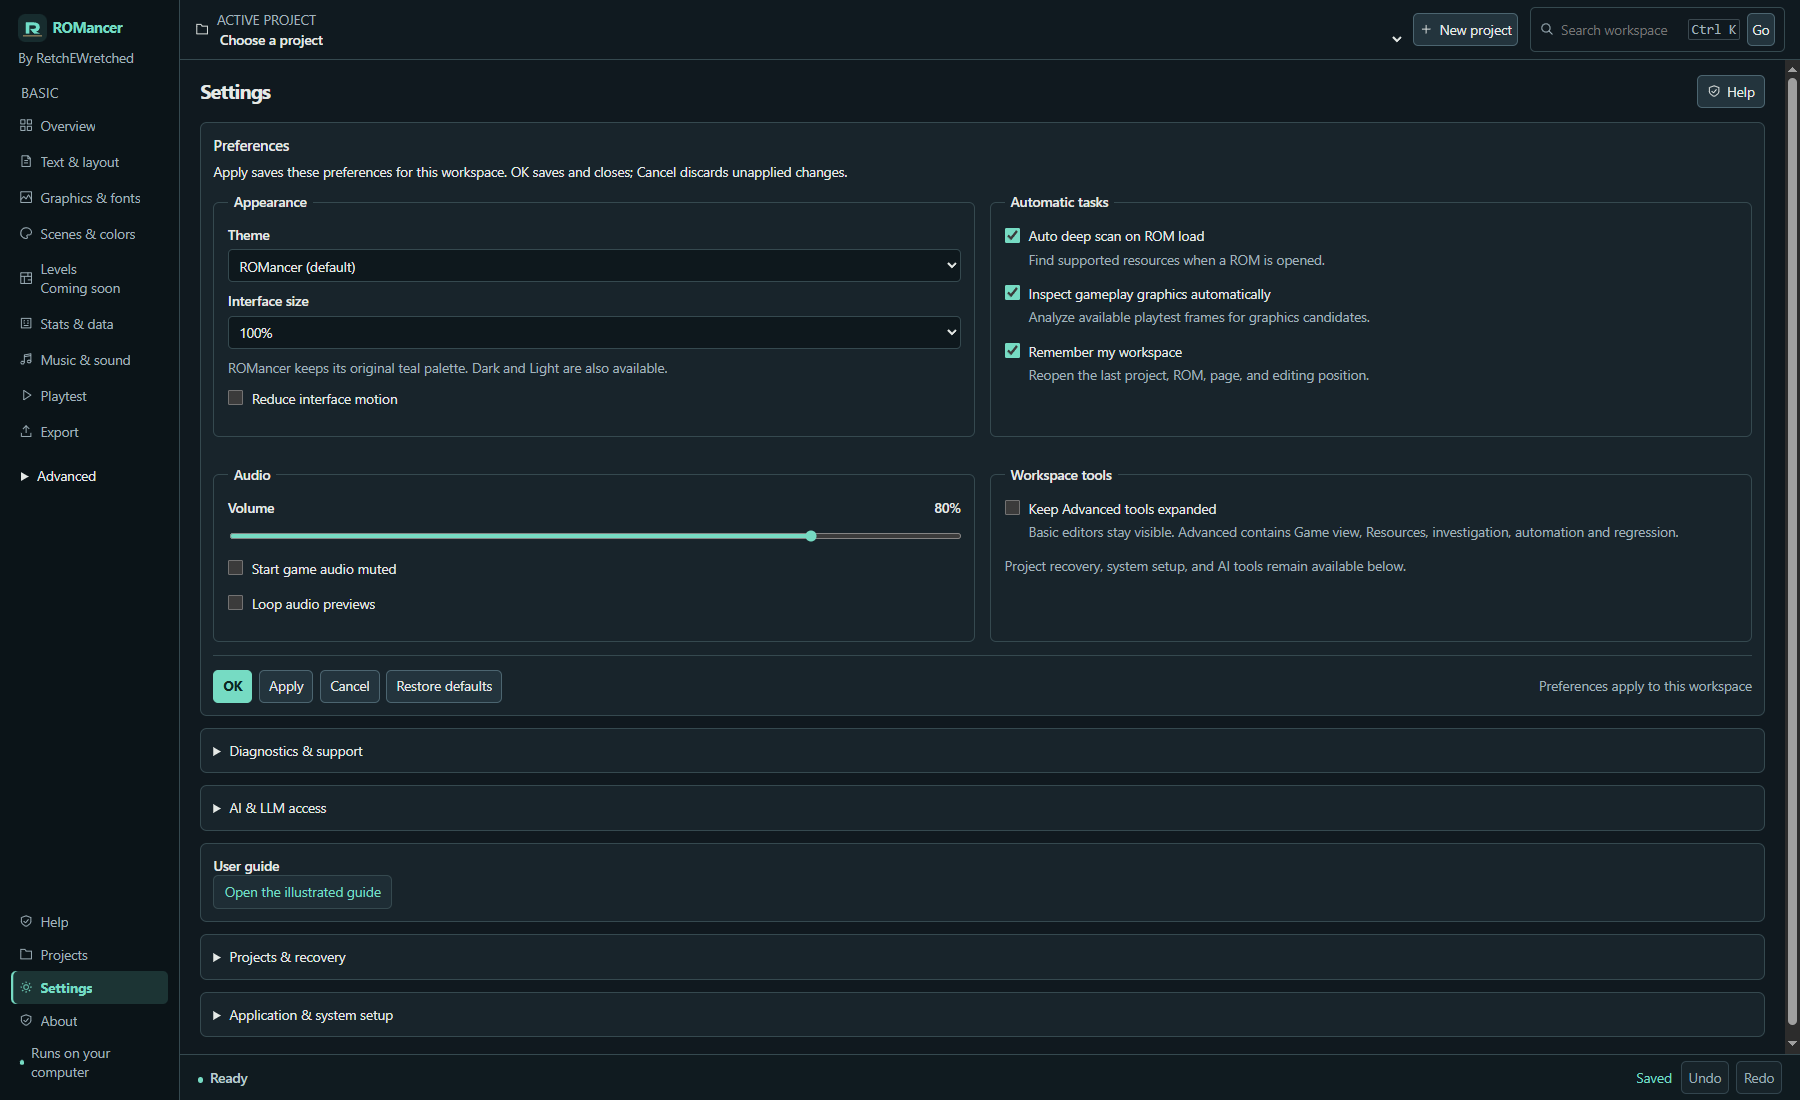 ROMancer
By RetchEWretched
BASIC
Overview
Text & layout
Graphics & fonts
Scenes & colors
Levels
Coming soon
Stats & data
Music & sound
Playtest
Export
Advanced
Help
Projects
Settings
About
Runs on your
computer
ACTIVE PROJECT
Choose a project
New project
Search workspace
Ctrl K
Go
Settings
Help
Preferences
Apply saves these preferences for this workspace. OK saves and closes; Cancel discards unapplied changes.
Appearance
Theme
ROMancer (default)
Interface size
100%
ROMancer keeps its original teal palette. Dark and Light are also available.
Reduce interface motion
Automatic tasks
Auto deep scan on ROM load
Find supported resources when a ROM is opened.
Inspect gameplay graphics automatically
Analyze available playtest frames for graphics candidates.
Remember my workspace
Reopen the last project, ROM, page, and editing position.
Audio
Volume
80%
Start game audio muted
Loop audio previews
Workspace tools
Keep Advanced tools expanded
Basic editors stay visible. Advanced contains Game view, Resources, investigation, automation and regression.
Project recovery, system setup, and AI tools remain available below.
OK
Apply
Cancel
Restore defaults
Preferences apply to this workspace
Diagnostics & support
AI & LLM access
User guide
Open the illustrated guide
Projects & recovery
Application & system setup
Ready
Saved
Undo
Redo